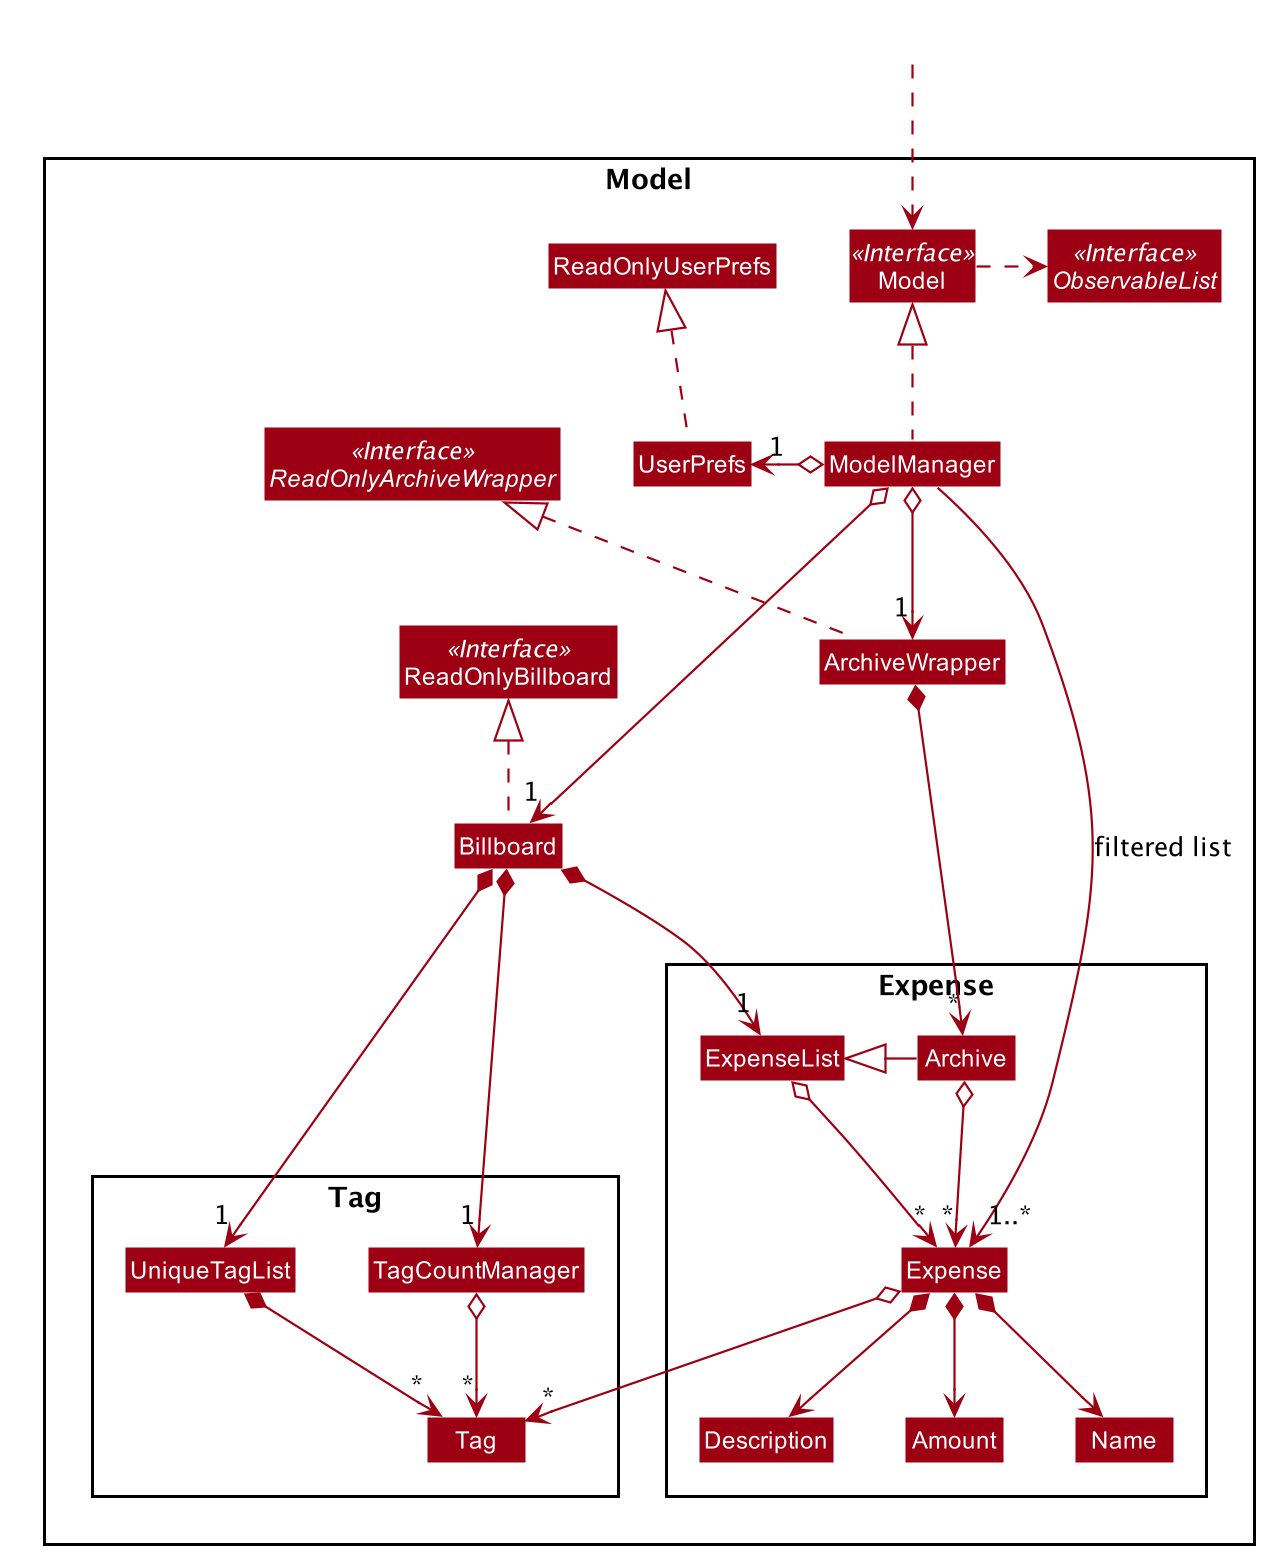 Model
«Interface»
Model
«Interface»
ObservableList
ReadOnlyUserPrefs
«Interface»
ReadOnlyArchiveWrapper
UserPrefs
1
ModelManager
1
ArchiveWrapper
«Interface»
ReadOnlyBillboard
1
Billboard
filtered list
Expense
1
*
ExpenseList
Archive
Tag
1
1
*
*
1..*
UniqueTagList
TagCountManager
Expense
*
*
*
Tag
Description
Amount
Name